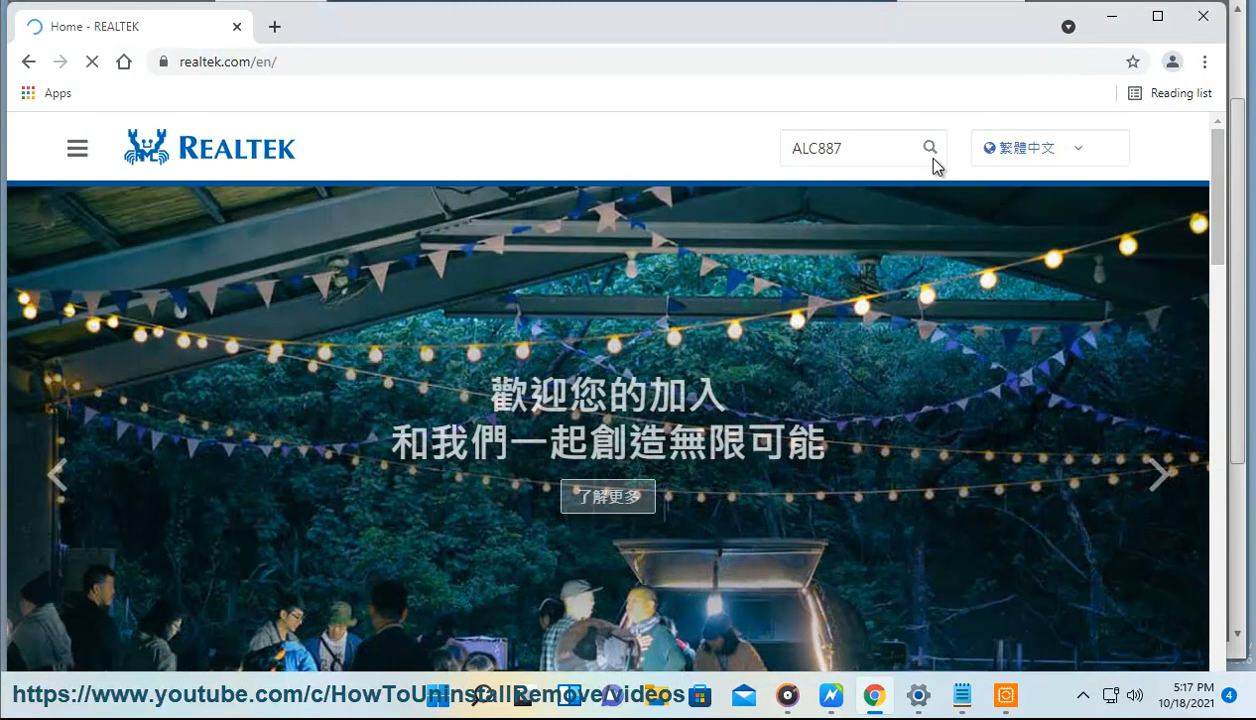 Home - REALTEK
realtek.com/en/
Apps
Reading list
REALTEK
ALC887
繁體中文
歡迎您的加入
和我們一起創造無限可能
了解更多
https://www.youtube.com/c/HowToUninstallRemove/videos
5:17 PM
10/18/2021
4